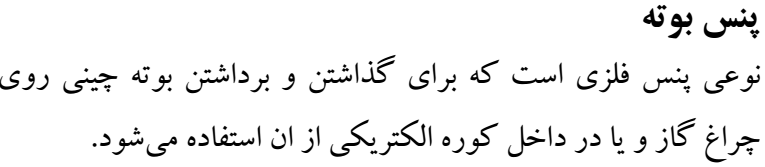 پنس بوته
نوعی پنس فلزی است که برای گذاشتن و برداشتن بوته چینی روی
چراغ گاز و یا در داخل کوره الکتریکی از ان استفاده می‌شود.